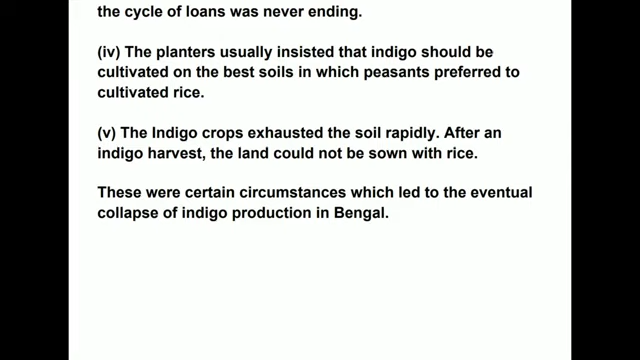 the cycle of loans was never ending.
(iv) The planters usually insisted that indigo should be
cultivated on the best soils in which peasants preferred to
cultivated rice.
(v) The Indigo crops exhausted the soil rapidly. After an
indigo harvest, the land could not be sown with rice.
These were certain circumstances which led to the eventual
collapse of indigo production in Bengal.